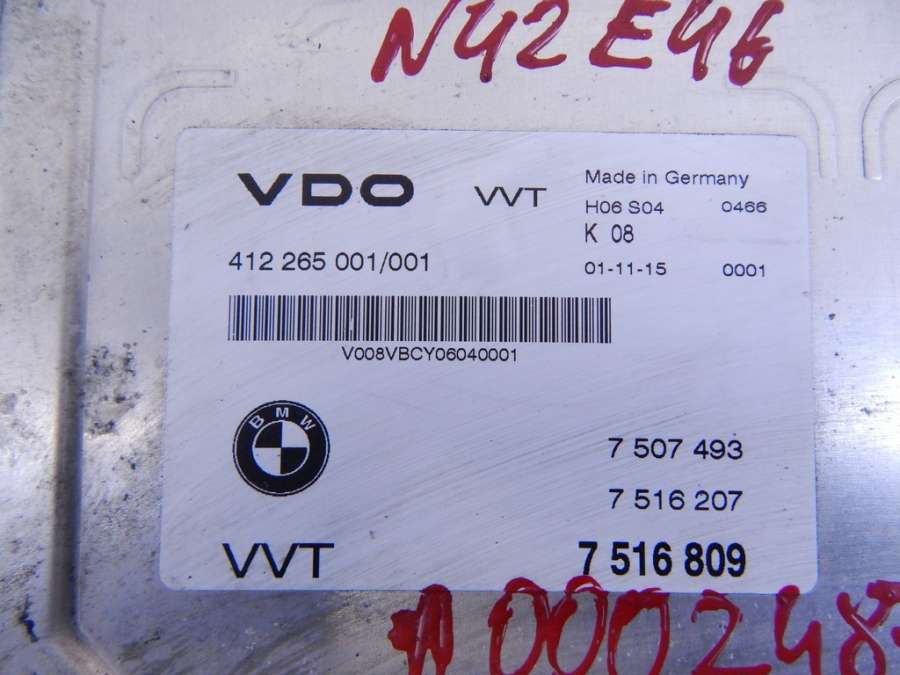 N42 E46
VDO VVT Made in Germany
H06 S04 0466
K 08
412 265 001/001
01-11-15 0001
V008VBCY06040001
BMW
7 507 493
7 516 207
VVT 7 516 809
A000248